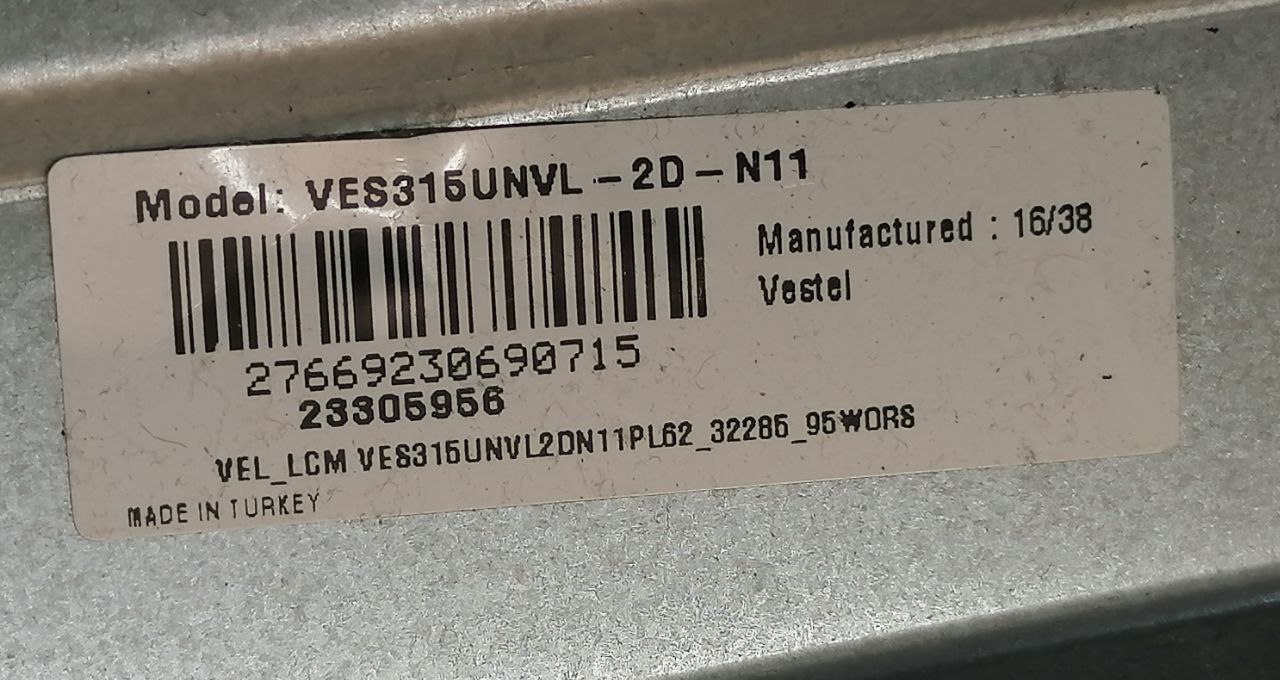 Model: VES315UNVL-2D-N11
Manufactured : 16/38
Vestel
27669230690715
23305956
VEL_LCM VES315UNVL2DN11PL62_32285_95WORS
MADE IN TURKEY